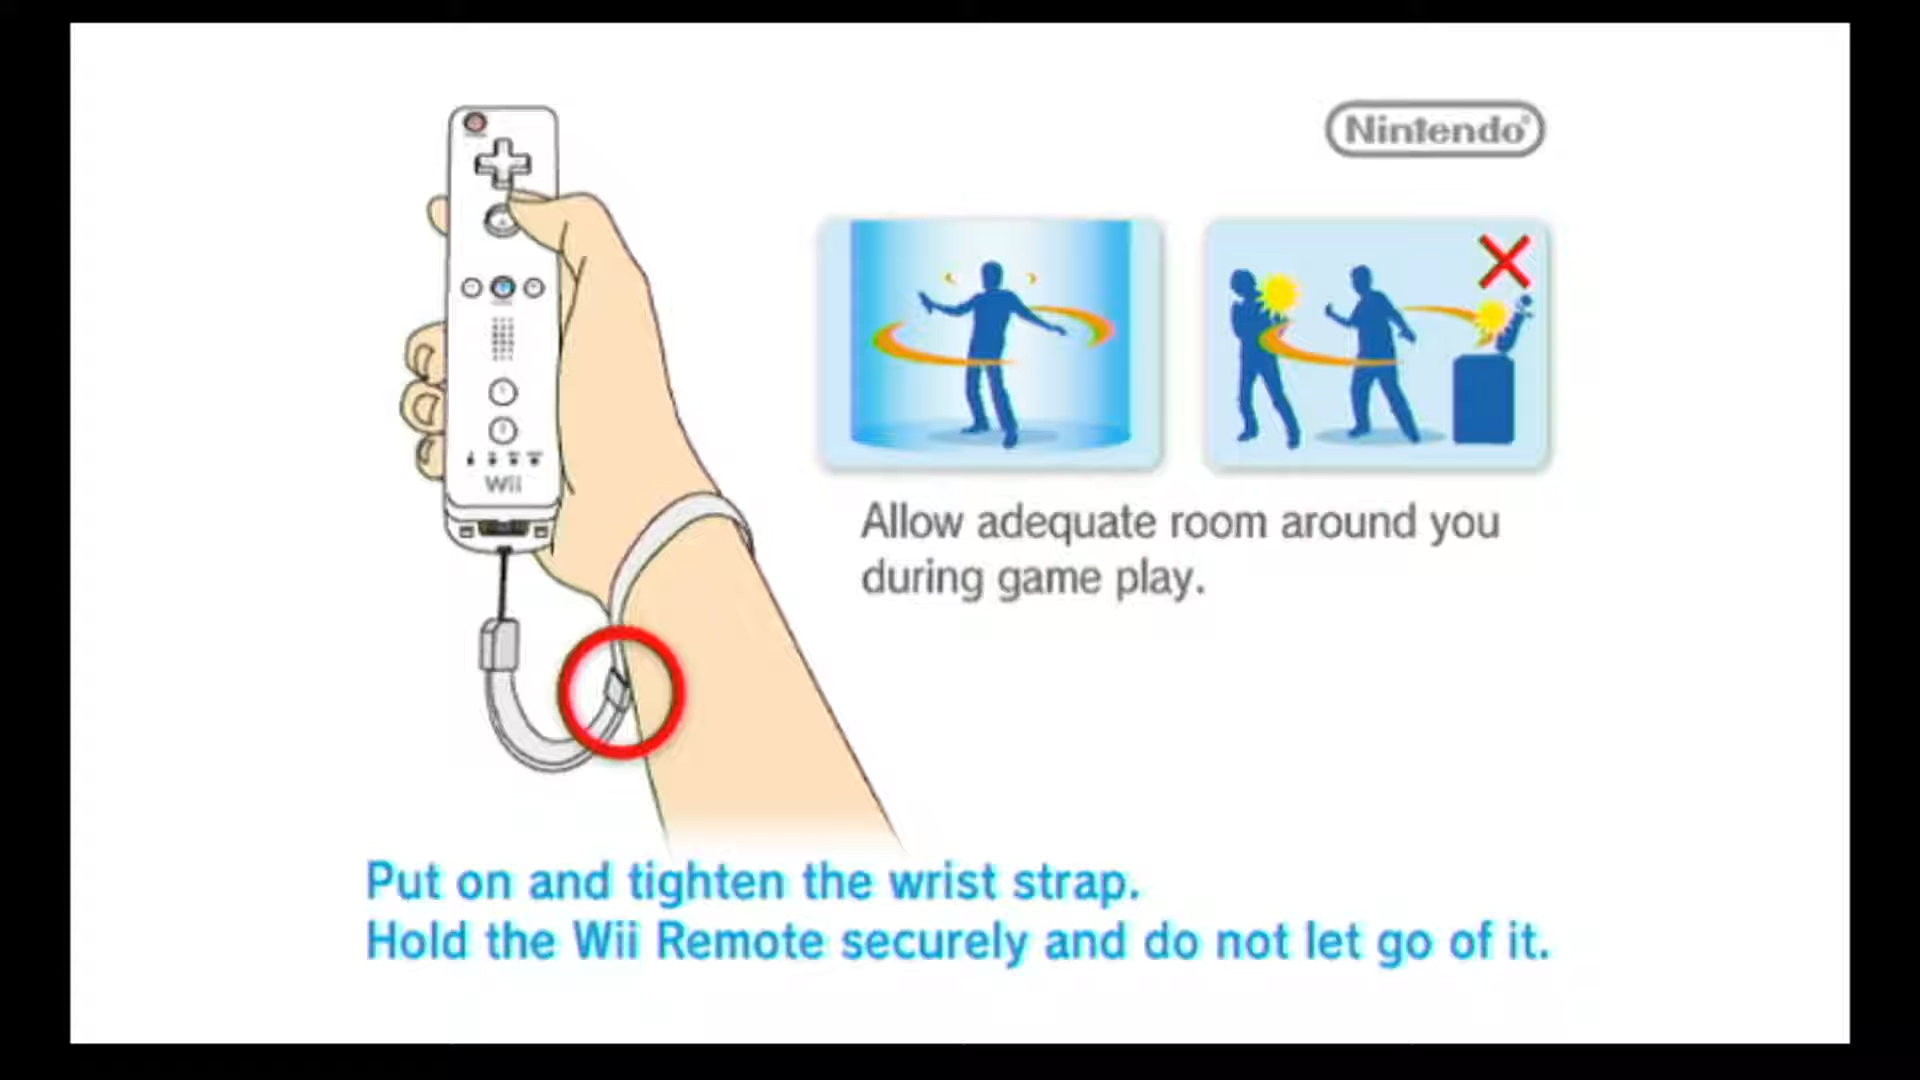 Nintendo®
Wii
Allow adequate room around you
during game play.
Put on and tighten the wrist strap.
Hold the Wii Remote securely and do not let go of it.